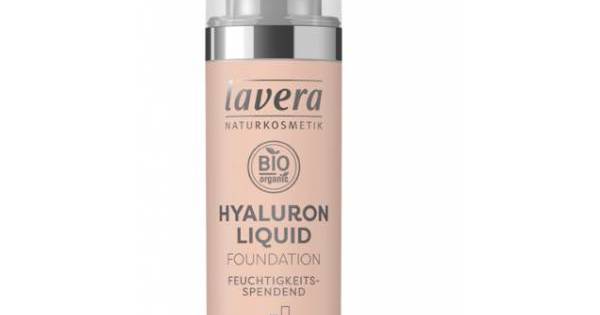 lavera
NATURKOSMETIK
BIO
organic
HYALURON
LIQUID
FOUNDATION
FEUCHTIGKEITS-
SPENDEND